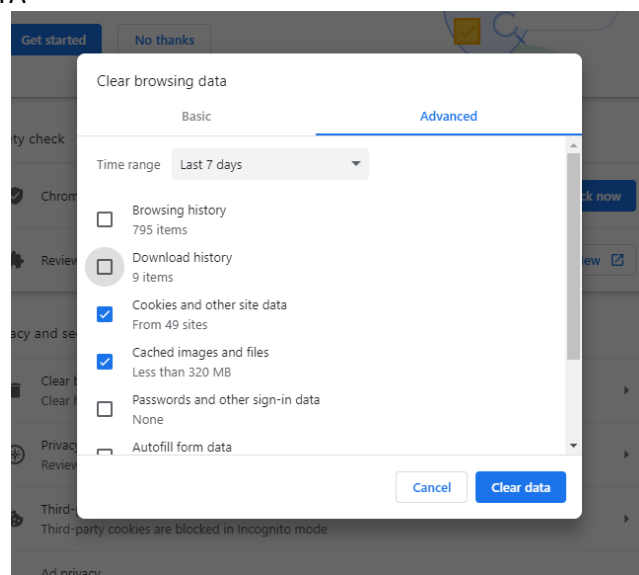 Get started
No thanks
Clear browsing data
Basic
Advanced
ety check
Time range
Last 7 days
Chrom
ck now
Browsing history
795 items
Review
ew
Download history
9 items
Cookies and other site data
From 49 sites
acy and se
Cached images and files
Less than 320 MB
Clear b
Clear h
Passwords and other sign-in data
None
Privacy
Review
Autofill form data
Cancel
Clear data
Third-
Third-party cookies are blocked in Incognito mode
Ad privacy